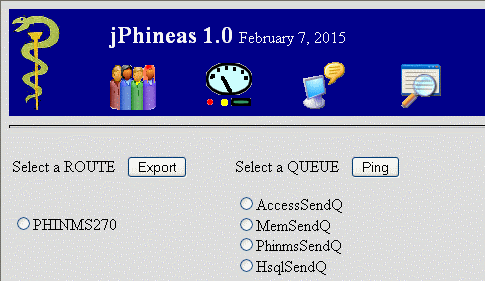 jPhineas 1.0 February 7, 2015
Select a ROUTE Export
Select a QUEUE Ping
PHINMS270
AccessSendQ
MemSendQ
PhinmsSendQ
HsqlSendQ